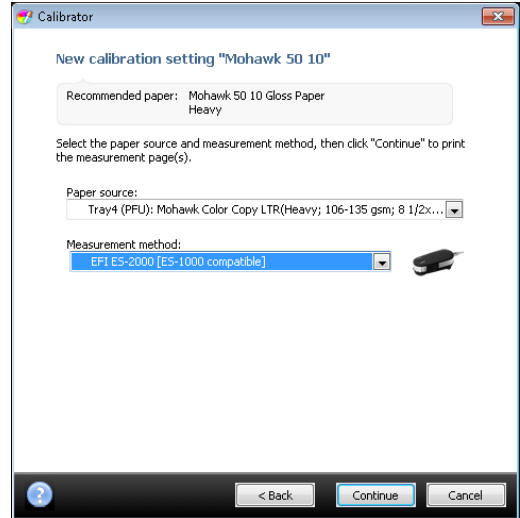 Calibrator
New calibration setting "Mohawk 50 10"
Recommended paper: Mohawk 50 10 Gloss Paper
Heavy
Select the paper source and measurement method, then click "Continue" to print
the measurement page(s).
Paper source:
Tray4 (PFU): Mohawk Color Copy LTR(Heavy; 106-135 gsm; 8 1/2x...
Measurement method:
EFI ES-2000 [ES-1000 compatible]
?
< Back Continue Cancel